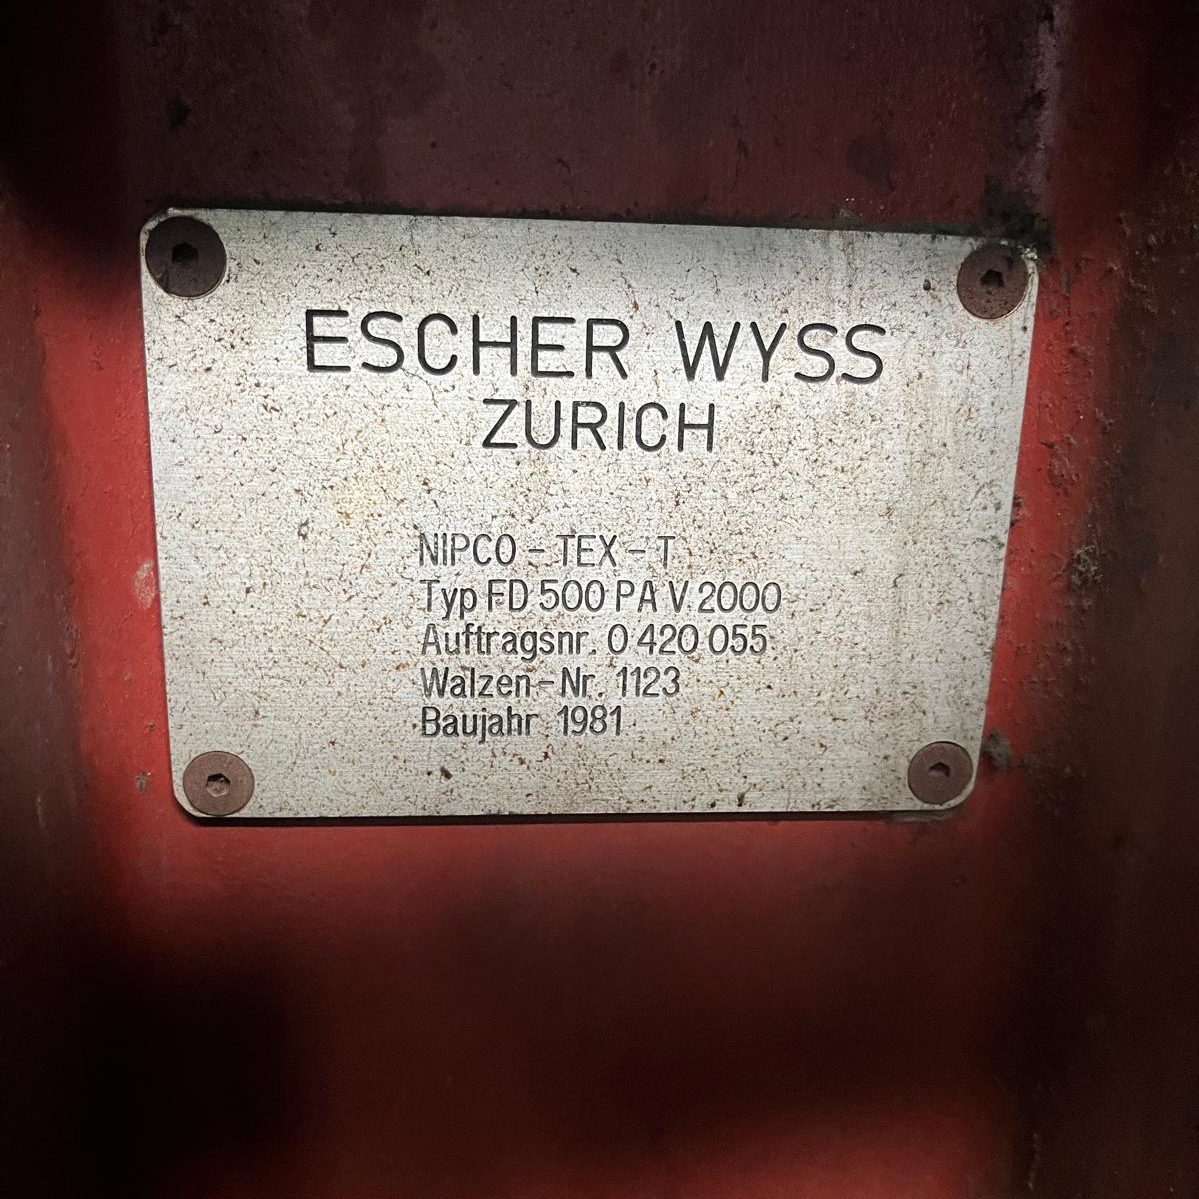 ESCHER WYSS
ZURICH
NIPCO - TEX - T
Typ FD 500 PA V. 2000
Auftragsnr. 0 420 055
Walzen-Nr. 1123
Baujahr 1981